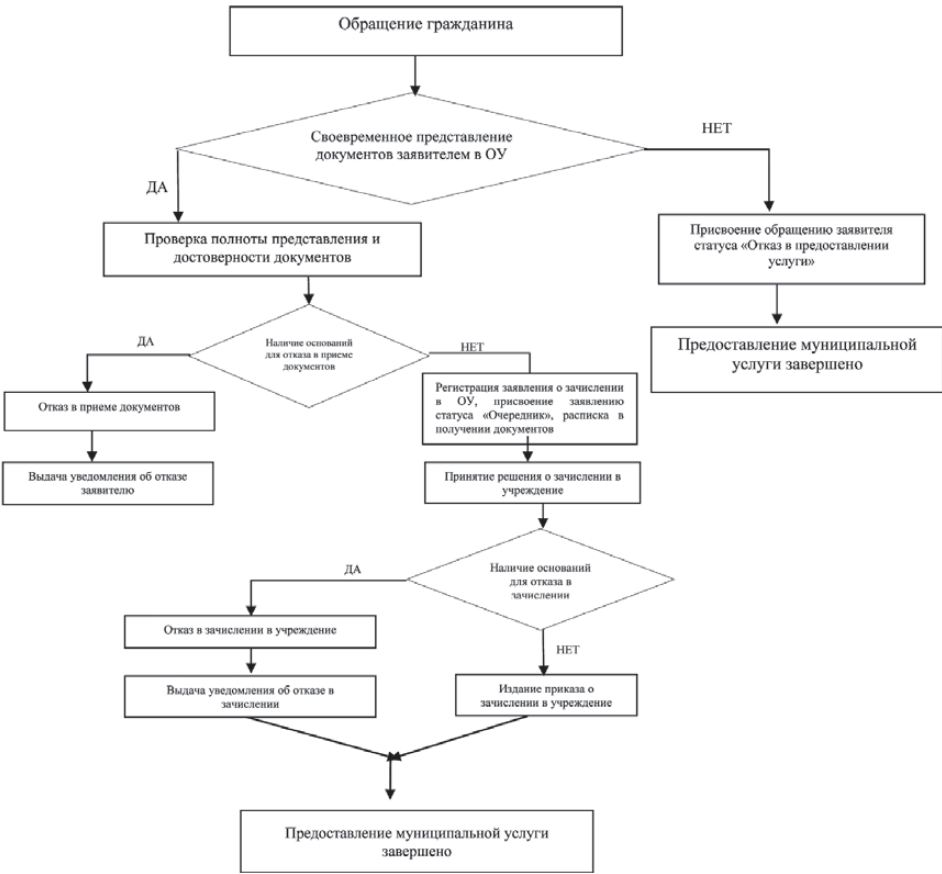 Обращение гражданина
Своевременное представление
документов заявителем в ОУ
НЕТ
ДА
Проверка полноты представления и
достоверности документов
Присвоение обращению заявителя
статуса «Отказ в предоставлении
услуги»
Предоставление муниципальной
услуги завершено
Наличие оснований
для отказа в приеме
документов
ДА
НЕТ
Отказ в приеме документов
Выдача уведомления об отказе
заявителю
Регистрация заявления о зачислении
в ОУ, присвоение заявлению
статуса «Очередник», расписка в
получении документов
Принятие решения о зачислении в
учреждение
Наличие оснований
для отказа в
зачислении
ДА
НЕТ
Отказ в зачислении в учреждение
Выдача уведомления об отказе в
зачислении
Издание приказа о
зачислении в учреждение
Предоставление муниципальной услуги
завершено